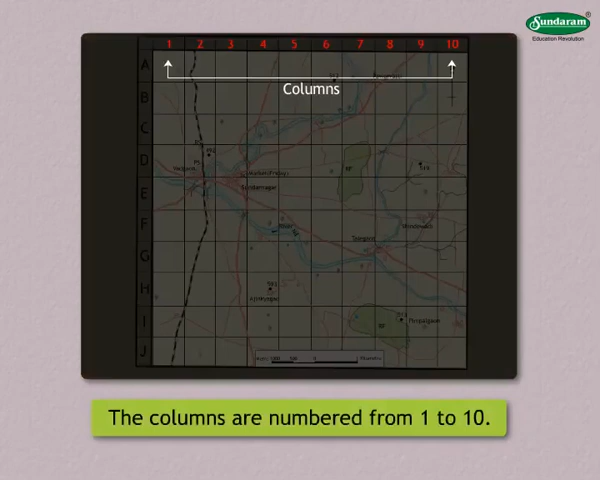 Sundaram
Education Revolution
1 2 3 4 5 6 7 8 9 10
Columns
A
B
C
D
E
Sundarnagar
F
G
H
I
J
The columns are numbered from 1 to 10.